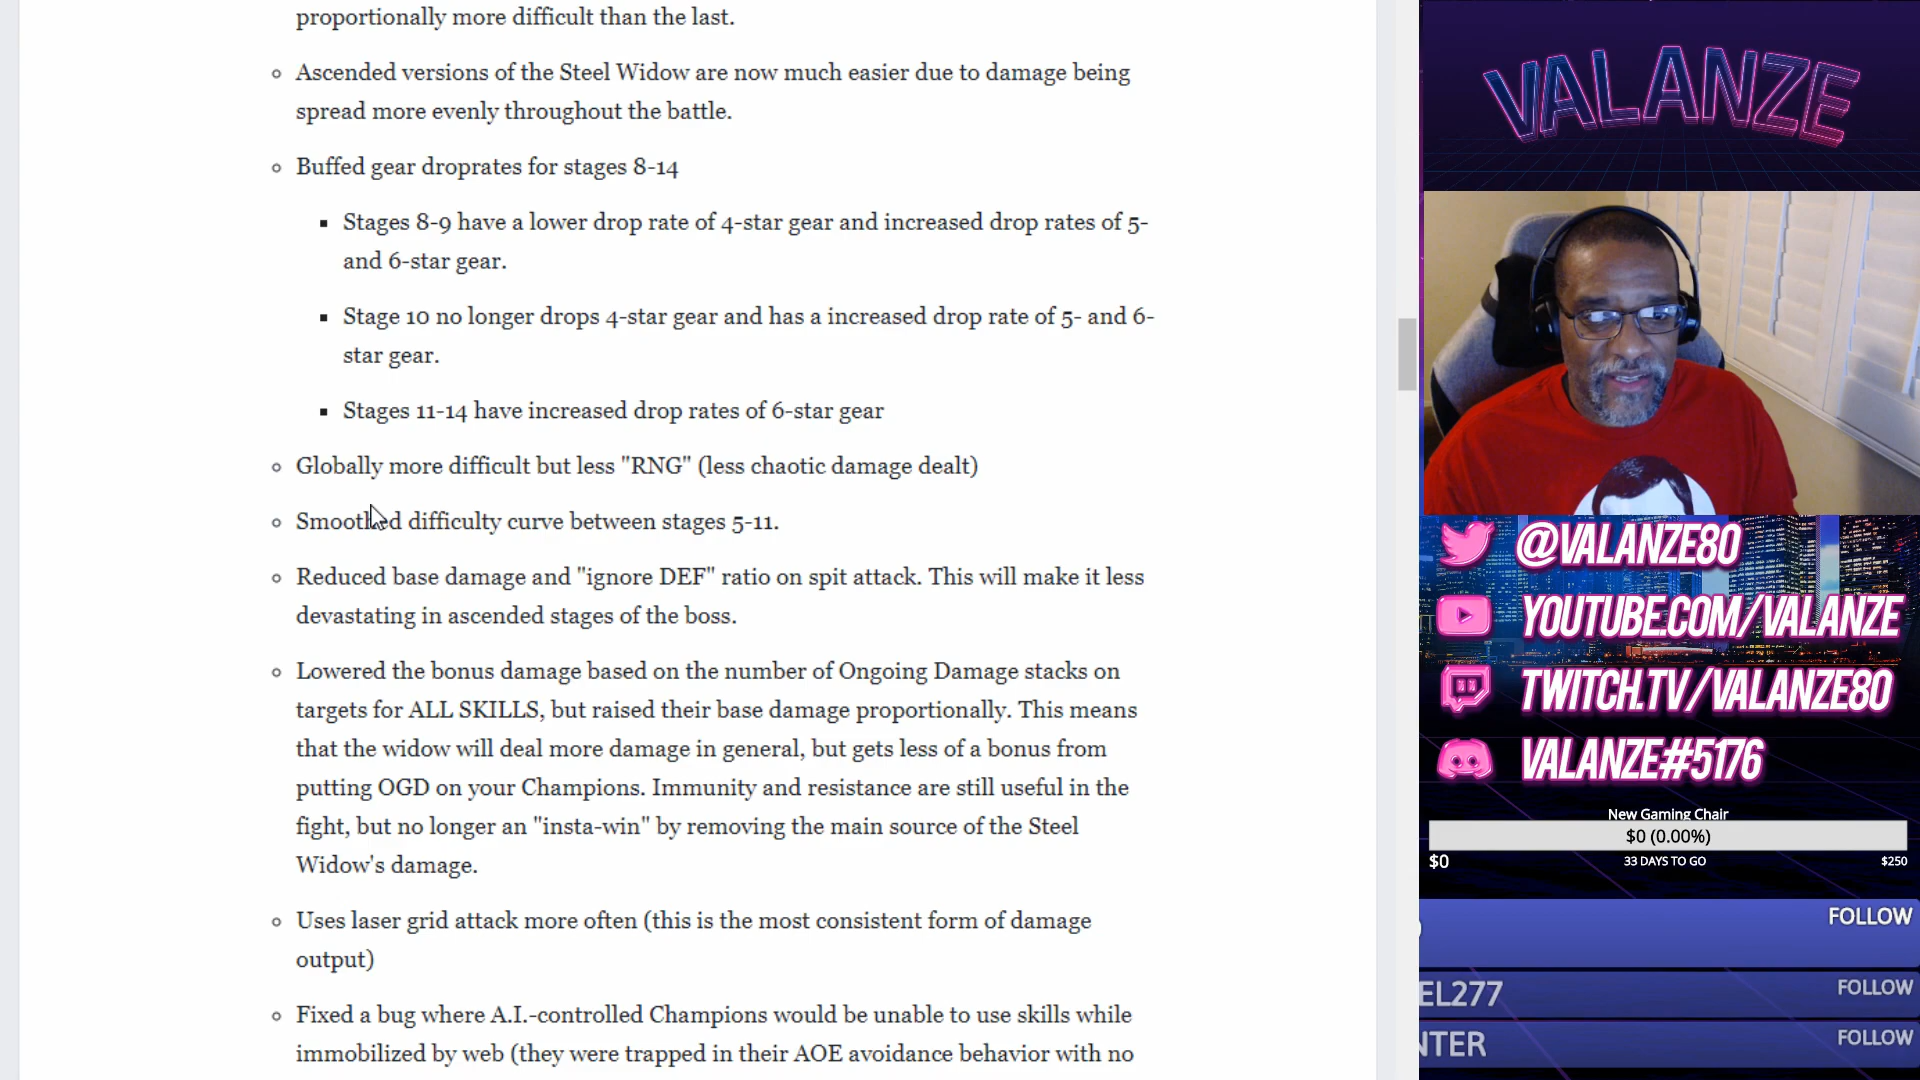 proportionally more difficult than the last.
Ascended versions of the Steel Widow are now much easier due to damage being
spread more evenly throughout the battle.
Buffed gear droprates for stages 8-14
Stages 8-9 have a lower drop rate of 4-star gear and increased drop rates of 5-
and 6-star gear.
Stage 10 no longer drops 4-star gear and has a increased drop rate of 5- and 6-
star gear.
Stages 11-14 have increased drop rates of 6-star gear
Globally more difficult but less "RNG" (less chaotic damage dealt)
Smoothed difficulty curve between stages 5-11.
Reduced base damage and "ignore DEF" ratio on spit attack. This will make it less
devastating in ascended stages of the boss.
Lowered the bonus damage based on the number of Ongoing Damage stacks on
targets for ALL SKILLS, but raised their base damage proportionally. This means
that the widow will deal more damage in general, but gets less of a bonus from
putting OGD on your Champions. Immunity and resistance are still useful in the
fight, but no longer an "insta-win" by removing the main source of the Steel
Widow's damage.
Uses laser grid attack more often (this is the most consistent form of damage
output)
Fixed a bug where A.I.-controlled Champions would be unable to use skills while
immobilized by web (they were trapped in their AOE avoidance behavior with no
VALANZE
@VALANZE80
YOUTUBE.COM/VALANZE
TWITCH.TV/VALANZE80
VALANZE#5176
New Gaming Chair
$0 (0.00%)
$0 33 DAYS TO GO $250
FOLLOW
EL277 FOLLOW
NTER FOLLOW